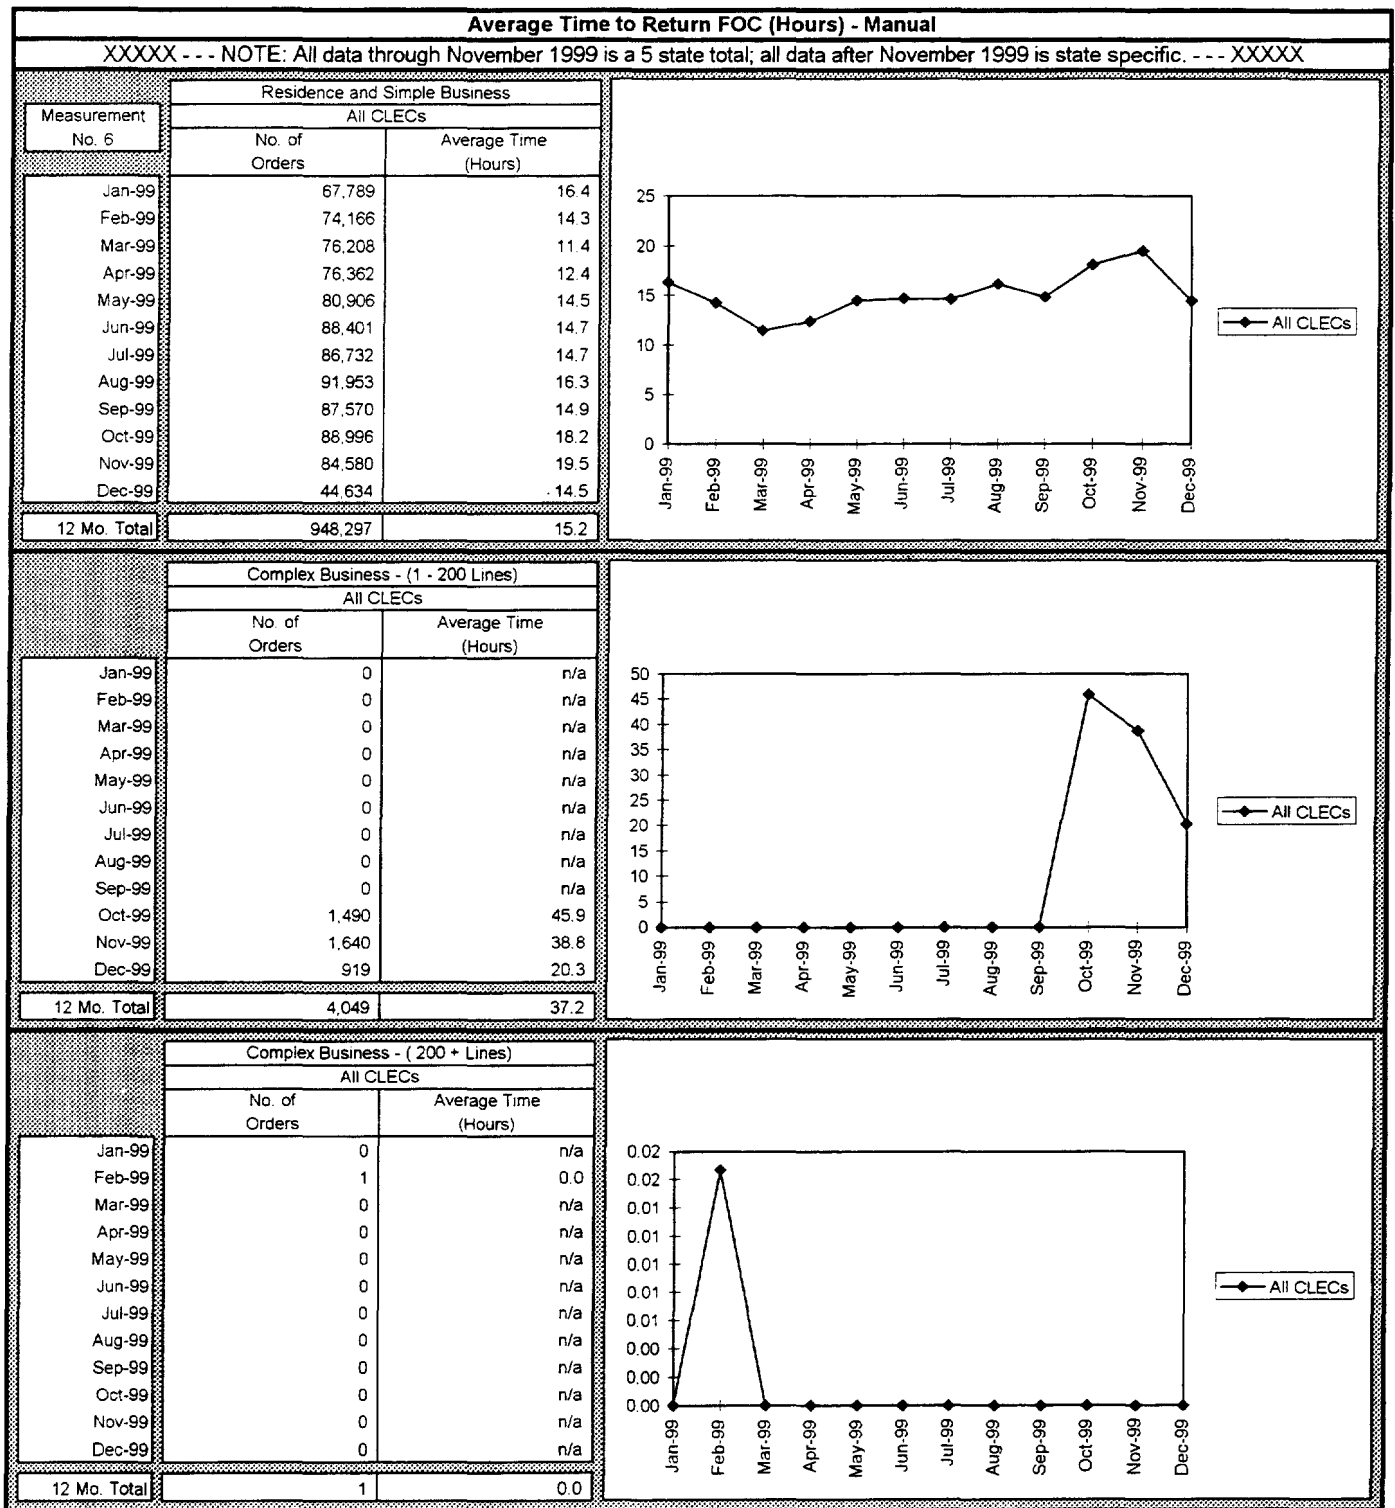 Average Time to Return FOC (Hours) - Manual
XXXXX - - - NOTE: All data through November 1999 is a 5 state total; all data after November 1999 is state specific. - - - XXXXX
Measurement
No. 6
Residence and Simple Business
All CLECs
No. of Orders Average Time (Hours)
Jan-99 67,789 16.4
Feb-99 74,166 14.3
Mar-99 76,208 11.4
Apr-99 76,362 12.4
May-99 80,906 14.5
Jun-99 88,401 14.7
Jul-99 86,732 14.7
Aug-99 91,953 16.3
Sep-99 87,570 14.9
Oct-99 88,996 18.2
Nov-99 84,580 19.5
Dec-99 44,634 14.5
12 Mo. Total 948,297 15.2
25
20
15
10
5
0
Jan-99 Feb-99 Mar-99 Apr-99 May-99 Jun-99 Jul-99 Aug-99 Sep-99 Oct-99 Nov-99 Dec-99
All CLECs
Complex Business - (1 - 200 Lines)
All CLECs
No. of Orders Average Time (Hours)
Jan-99 0 n/a
Feb-99 0 n/a
Mar-99 0 n/a
Apr-99 0 n/a
May-99 0 n/a
Jun-99 0 n/a
Jul-99 0 n/a
Aug-99 0 n/a
Sep-99 0 n/a
Oct-99 1,490 45.9
Nov-99 1,640 38.8
Dec-99 919 20.3
12 Mo. Total 4,049 37.2
50
45
40
35
30
25
20
15
10
5
0
Jan-99 Feb-99 Mar-99 Apr-99 May-99 Jun-99 Jul-99 Aug-99 Sep-99 Oct-99 Nov-99 Dec-99
All CLECs
Complex Business - ( 200 + Lines)
All CLECs
No. of Orders Average Time (Hours)
Jan-99 0 n/a
Feb-99 1 0.0
Mar-99 0 n/a
Apr-99 0 n/a
May-99 0 n/a
Jun-99 0 n/a
Jul-99 0 n/a
Aug-99 0 n/a
Sep-99 0 n/a
Oct-99 0 n/a
Nov-99 0 n/a
Dec-99 0 n/a
12 Mo. Total 1 0.0
0.02
0.02
0.01
0.01
0.01
0.01
0.01
0.00
0.00
0.00
Jan-99 Feb-99 Mar-99 Apr-99 May-99 Jun-99 Jul-99 Aug-99 Sep-99 Oct-99 Nov-99 Dec-99
All CLECs